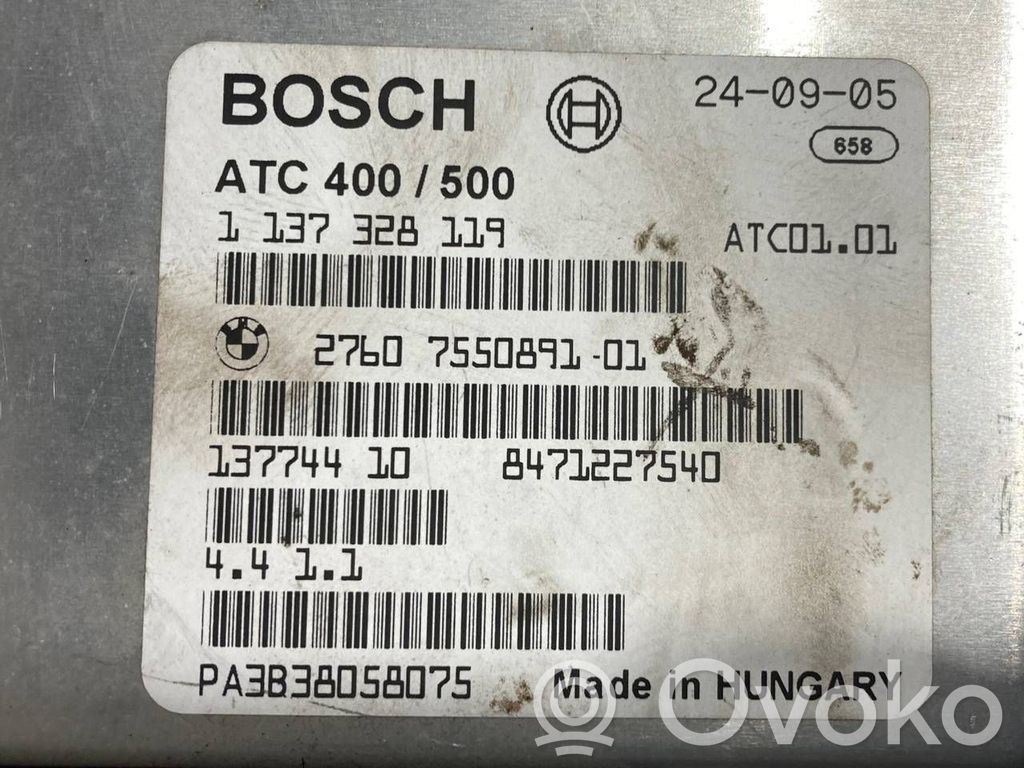 BOSCH
24-09-05
658
ATC 400 / 500
1 137 328 119
ATC01.01
2760 7550891-01
137744 10 8471227540
4.4 1.1
PA3B38058075
Made in HUNGARY
Ovoko